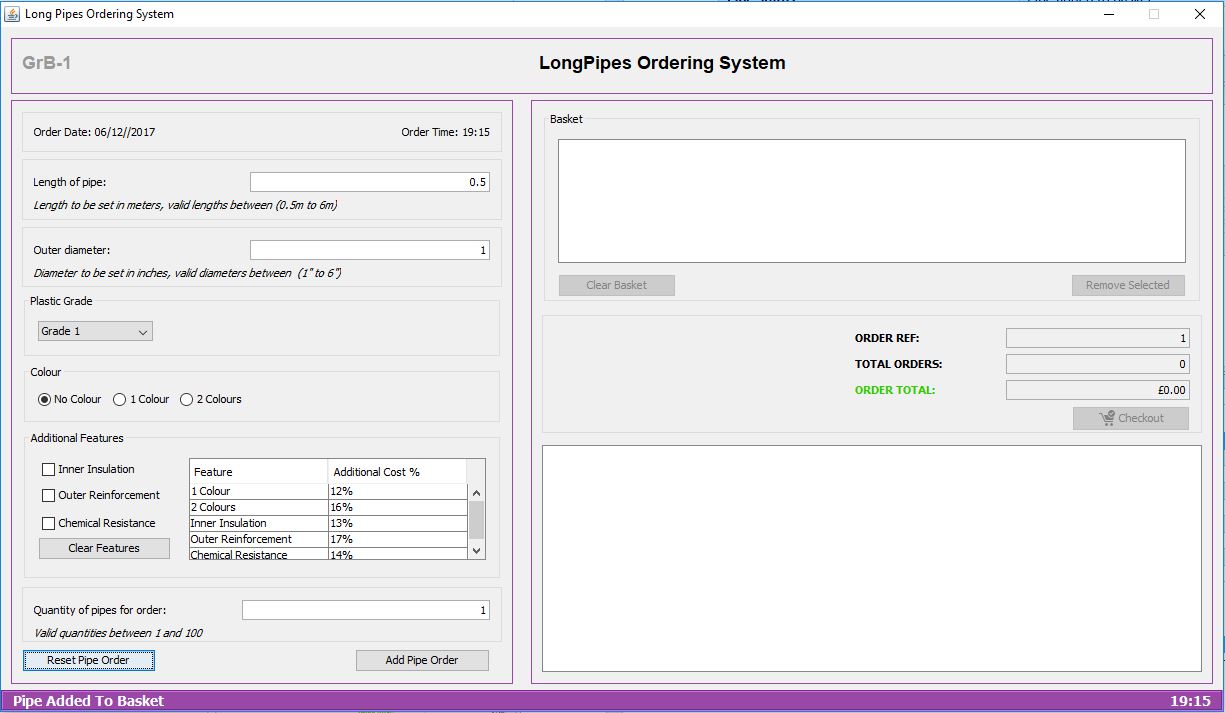 Long Pipes Ordering System
GrB-1
LongPipes Ordering System
Order Date: 06/12//2017
Order Time: 19:15
Length of pipe:
0.5
Length to be set in meters, valid lengths between (0.5m to 6m)
Outer diameter:
1
Diameter to be set in inches, valid diameters between (1" to 6")
Plastic Grade
Grade 1
Colour
No Colour
1 Colour
2 Colours
Additional Features
Inner Insulation
Outer Reinforcement
Chemical Resistance
Clear Features
Feature Additional Cost %
1 Colour 12%
2 Colours 16%
Inner Insulation 13%
Outer Reinforcement 17%
Chemical Resistance 14%
Quantity of pipes for order:
1
Valid quantities between 1 and 100
Reset Pipe Order
Add Pipe Order
Basket
Clear Basket
Remove Selected
ORDER REF: 1
TOTAL ORDERS: 0
ORDER TOTAL: £0.00
Checkout
Pipe Added To Basket
19:15